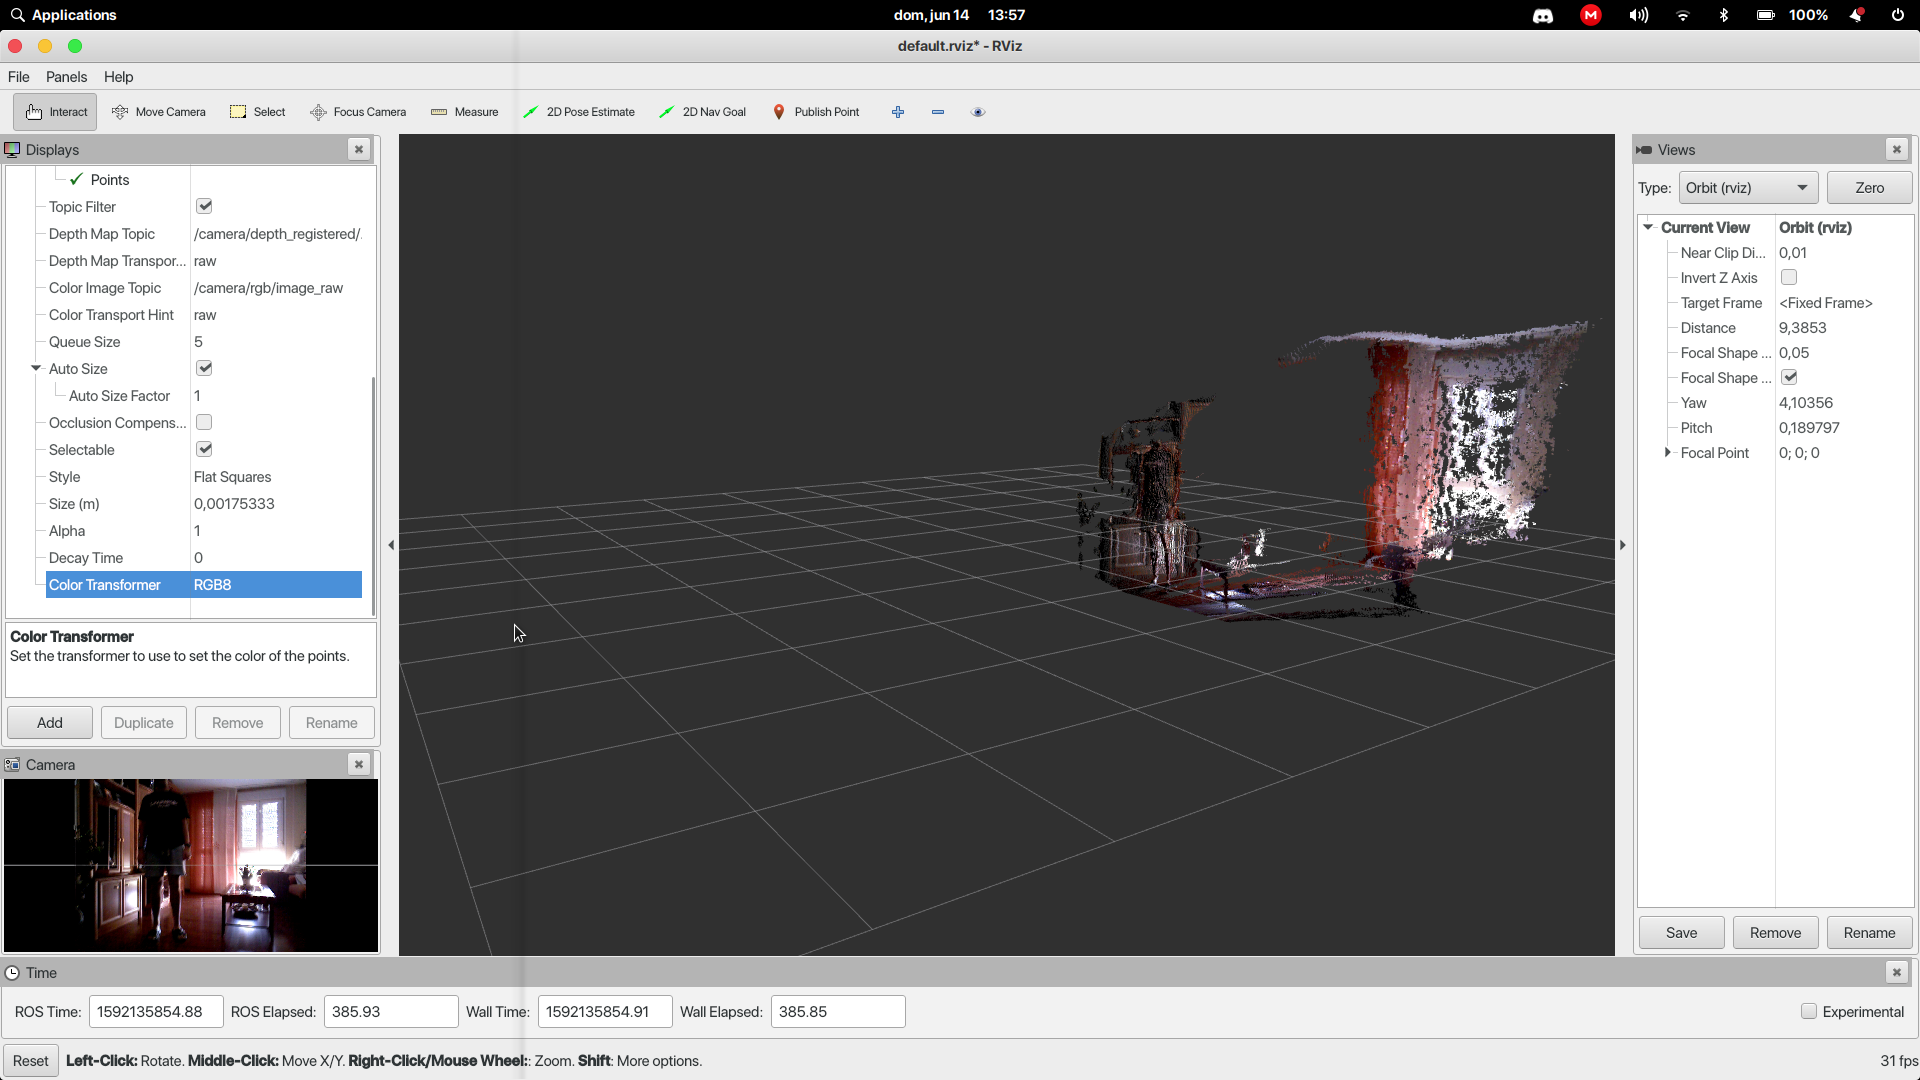 Applications
dom, jun 14 13:57
100%
default.rviz* - RViz
File Panels Help
Interact Move Camera Select Focus Camera Measure 2D Pose Estimate 2D Nav Goal Publish Point
Displays
Points
Topic Filter
Depth Map Topic /camera/depth_registered/
Depth Map Transpor... raw
Color Image Topic /camera/rgb/image_raw
Color Transport Hint raw
Queue Size 5
Auto Size
Auto Size Factor 1
Occlusion Compens...
Selectable
Style Flat Squares
Size (m) 0,00175333
Alpha 1
Decay Time 0
Color Transformer RGB8
Color Transformer
Set the transformer to use to set the color of the points.
Add Duplicate Remove Rename
Camera
Views
Type: Orbit (rviz) Zero
Current View Orbit (rviz)
Near Clip Di... 0,01
Invert Z Axis
Target Frame <Fixed Frame>
Distance 9,3853
Focal Shape ... 0,05
Focal Shape ...
Yaw 4,10356
Pitch 0,189797
Focal Point 0; 0; 0
Save Remove Rename
Time
ROS Time: 1592135854.88 ROS Elapsed: 385.93 Wall Time: 1592135854.91 Wall Elapsed: 385.85 Experimental
Reset Left-Click: Rotate. Middle-Click: Move X/Y. Right-Click/Mouse Wheel:: Zoom. Shift: More options. 31 fps